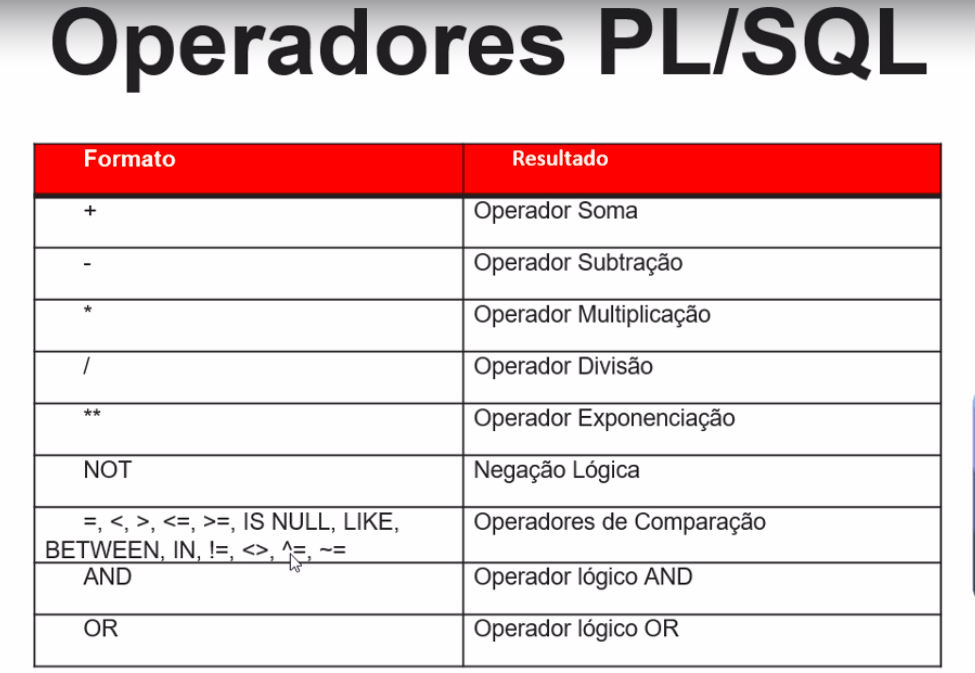 Operadores PL/SQL
Formato Resultado
+ Operador Soma
- Operador Subtração
* Operador Multiplicação
/ Operador Divisão
** Operador Exponenciação
NOT Negação Lógica
=, <, >, <=, >=, IS NULL, LIKE, Operadores de Comparação
BETWEEN, IN, !=, <>, ^=, ~=
AND Operador lógico AND
OR Operador lógico OR